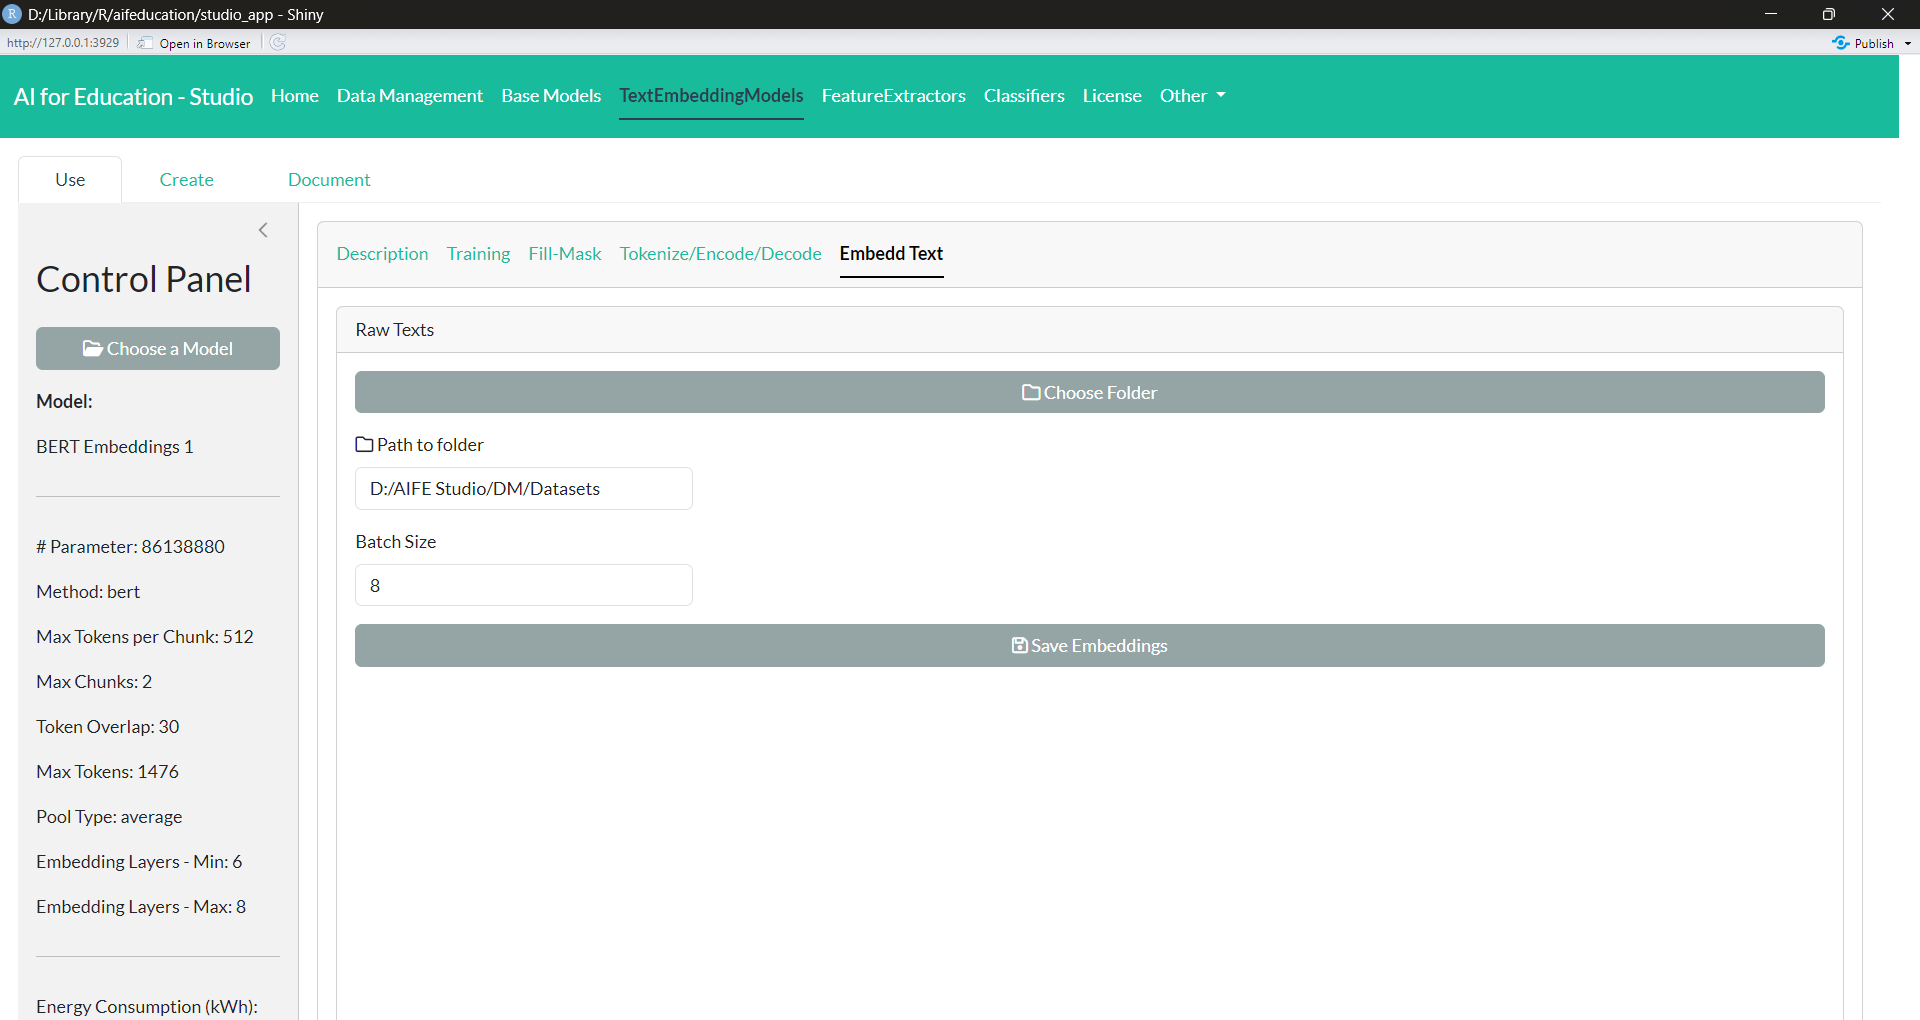 D:/Library/R/aifeducation/studio_app - Shiny
http://127.0.0.1:3929 Open in Browser Publish
AI for Education - Studio Home Data Management Base Models TextEmbeddingModels FeatureExtractors Classifiers License Other
Use Create Document
Control Panel
Choose a Model
Model:
BERT Embeddings 1
# Parameter: 86138880
Method: bert
Max Tokens per Chunk: 512
Max Chunks: 2
Token Overlap: 30
Max Tokens: 1476
Pool Type: average
Embedding Layers - Min: 6
Embedding Layers - Max: 8
Energy Consumption (kWh):
Description Training Fill-Mask Tokenize/Encode/Decode Embedd Text
Raw Texts
Choose Folder
Path to folder
D:/AIFE Studio/DM/Datasets
Batch Size
8
Save Embeddings